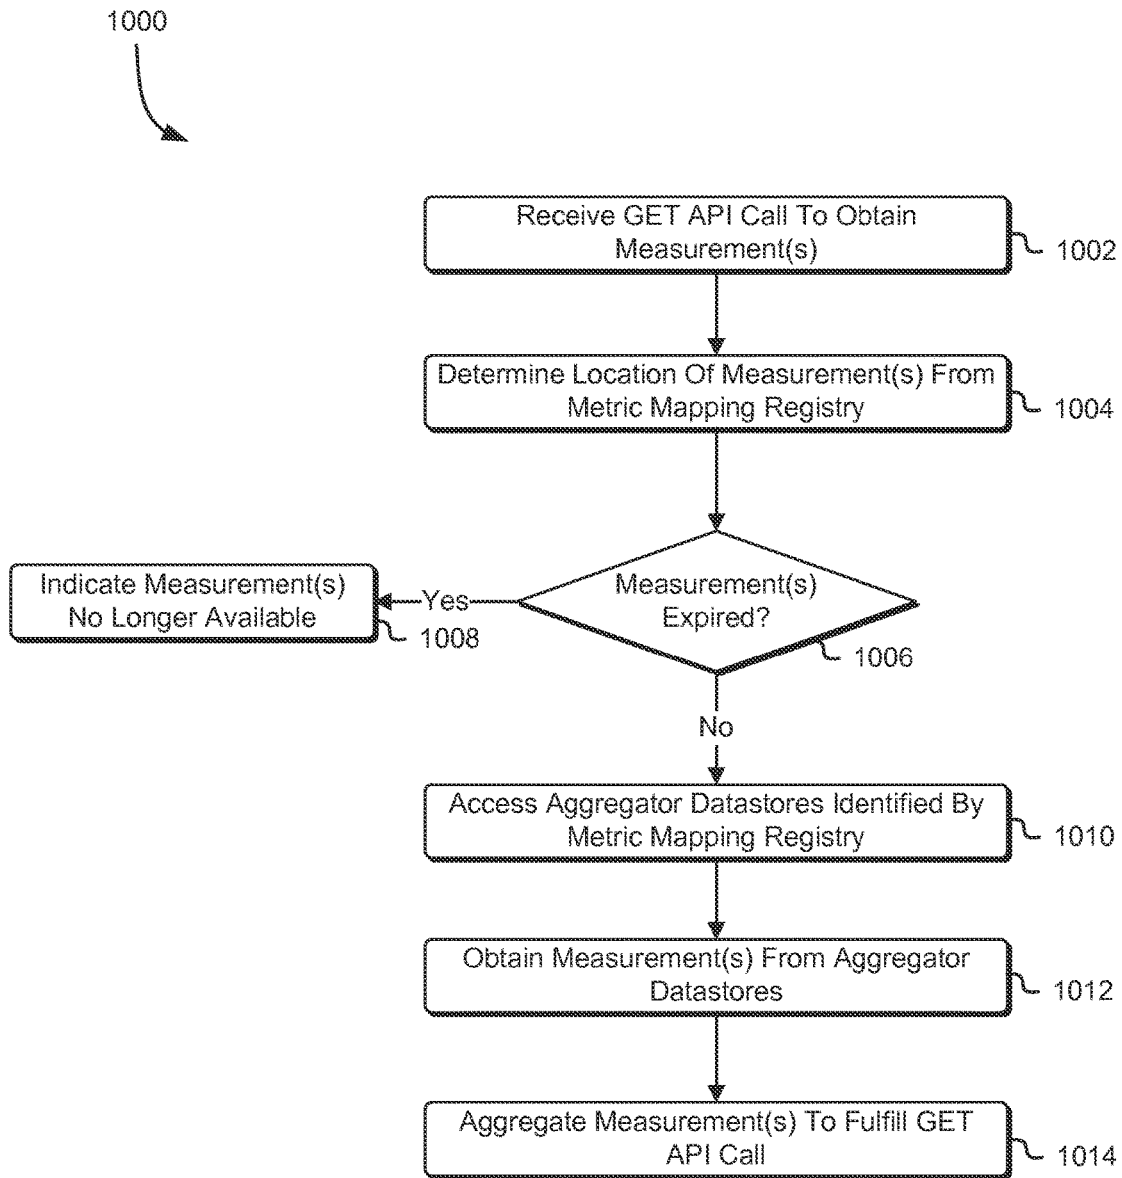 1000
Receive GET API Call To Obtain
Measurement(s)
1002
Determine Location Of Measurement(s) From
Metric Mapping Registry
1004
Measurement(s)
Expired?
1006
Yes
Indicate Measurement(s)
No Longer Available
1008
No
Access Aggregator Datastores Identified By
Metric Mapping Registry
1010
Obtain Measurement(s) From Aggregator
Datastores
1012
Aggregate Measurement(s) To Fulfill GET
API Call
1014